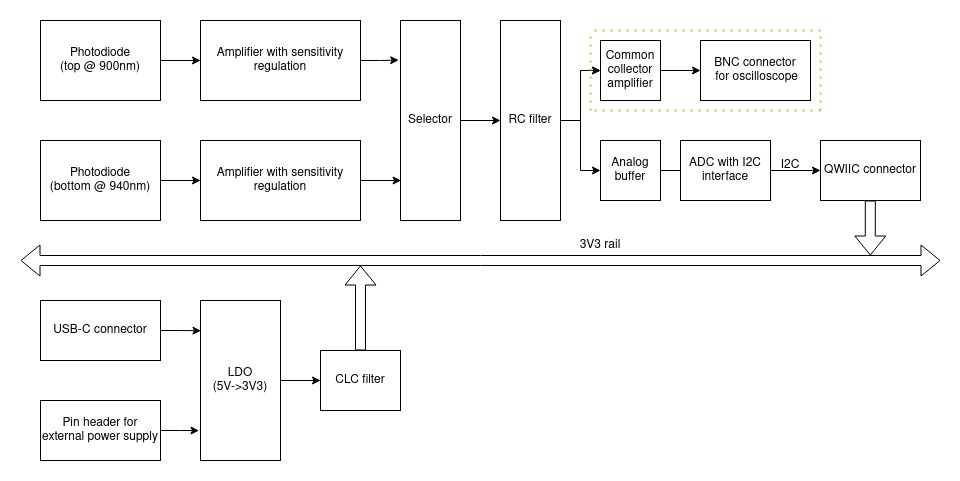 Photodiode
(top @ 900nm)
Amplifier with sensitivity
regulation
Selector
RC filter
Common
collector
amplifier
BNC connector
for oscilloscope
Photodiode
(bottom @ 940nm)
Amplifier with sensitivity
regulation
Analog
buffer
ADC with I2C
interface
I2C
QWIIC connector
3V3 rail
USB-C connector
LDO
(5V->3V3)
CLC filter
Pin header for
external power supply